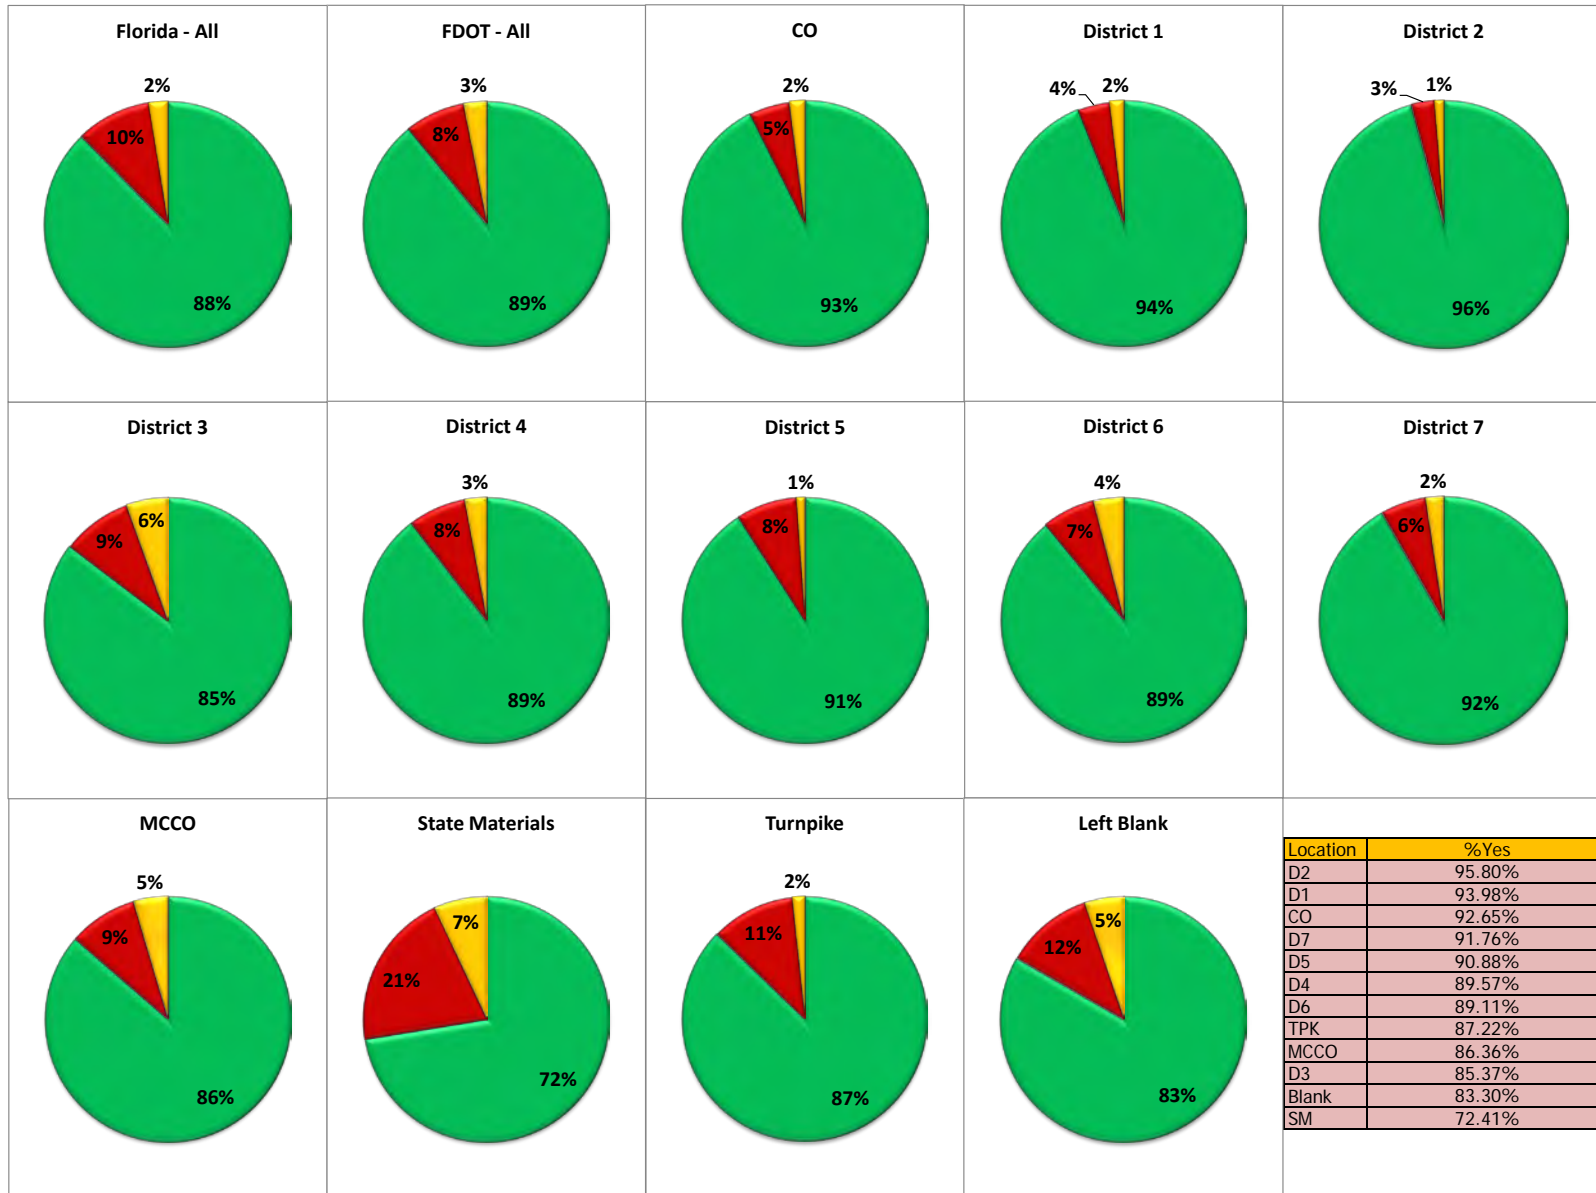 Florida - All
2%
10%
88%
FDOT - All
3%
8%
89%
CO
2%
5%
93%
District 1
4%
2%
94%
District 2
3%
1%
96%
District 3
6%
9%
85%
District 4
3%
8%
89%
District 5
1%
8%
91%
District 6
4%
7%
89%
District 7
2%
6%
92%
MCCO
5%
9%
86%
State Materials
7%
21%
72%
Turnpike
2%
11%
87%
Left Blank
5%
12%
83%
Location %Yes
D2 95.80%
D1 93.98%
CO 92.65%
D7 91.76%
D5 90.88%
D4 89.57%
D6 89.11%
TPK 87.22%
MCCO 86.36%
D3 85.37%
Blank 83.30%
SM 72.41%